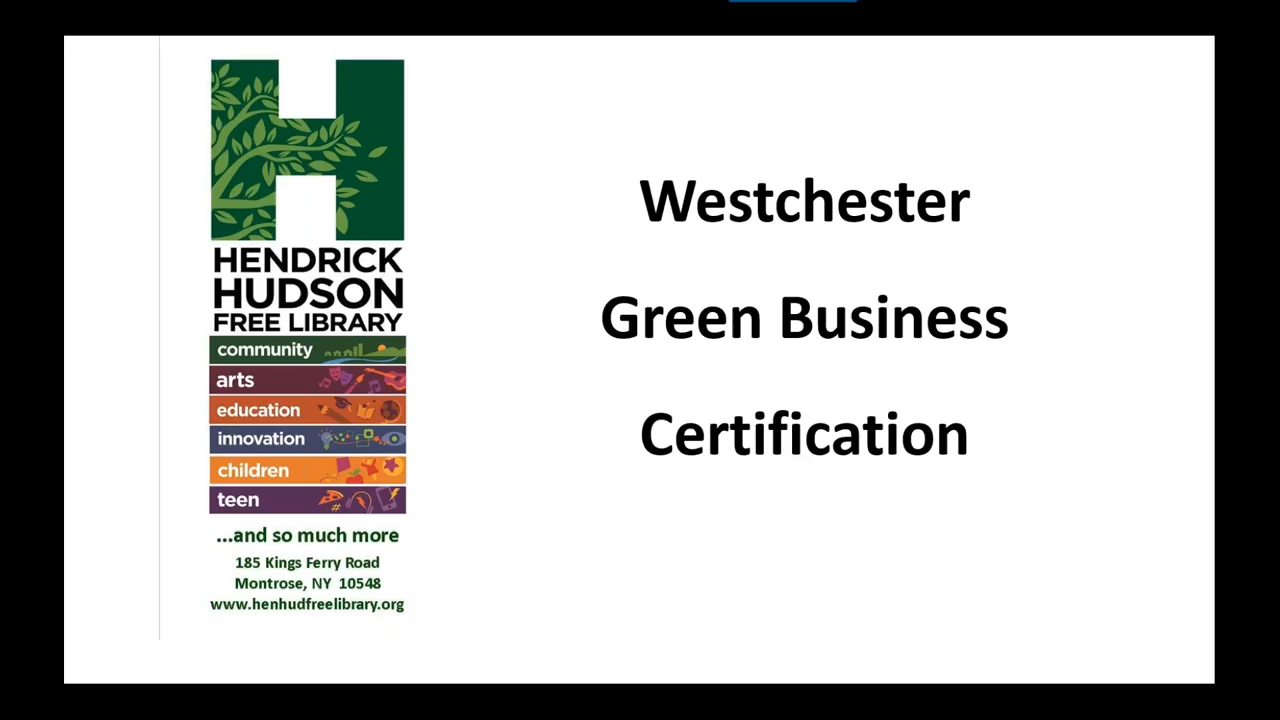 HENDRICK
HUDSON
FREE LIBRARY
community
arts
education
innovation
children
teen
...and so much more
185 Kings Ferry Road
Montrose, NY 10548
www.henhudfreelibrary.org
Westchester
Green Business
Certification